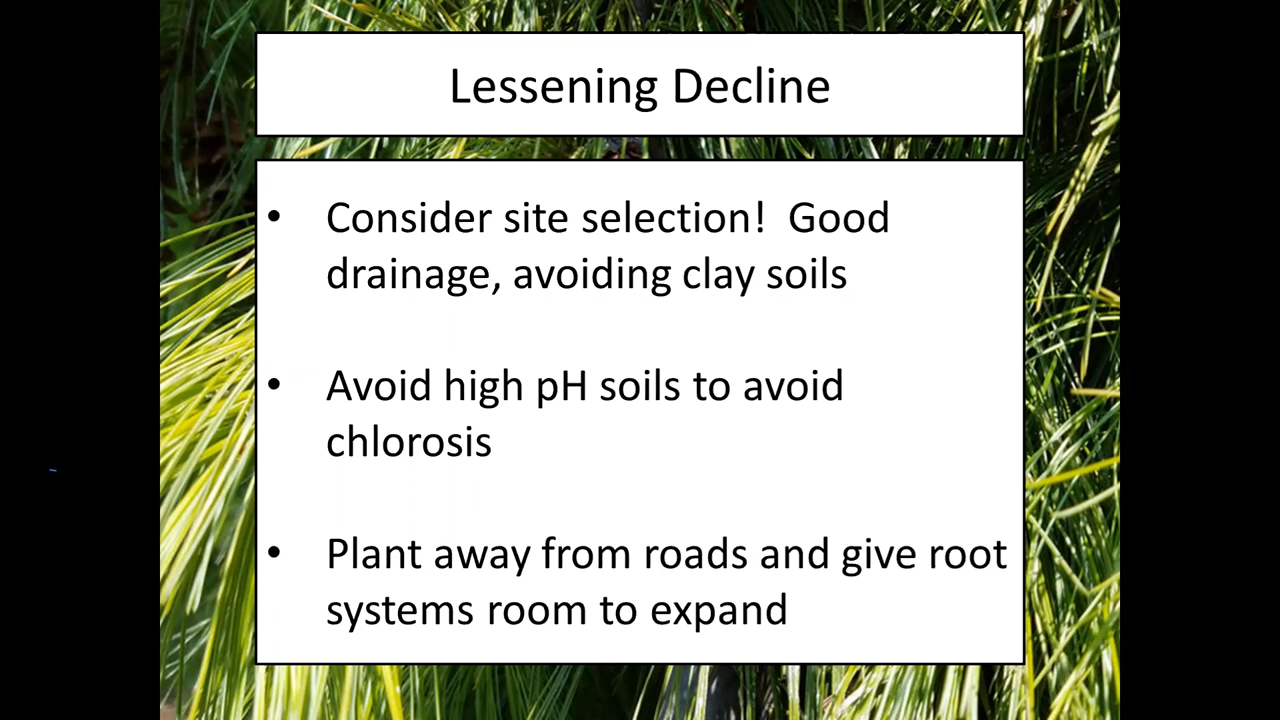 Lessening Decline
• Consider site selection!  Good
drainage, avoiding clay soils
• Avoid high pH soils to avoid
chlorosis
• Plant away from roads and give root
systems room to expand